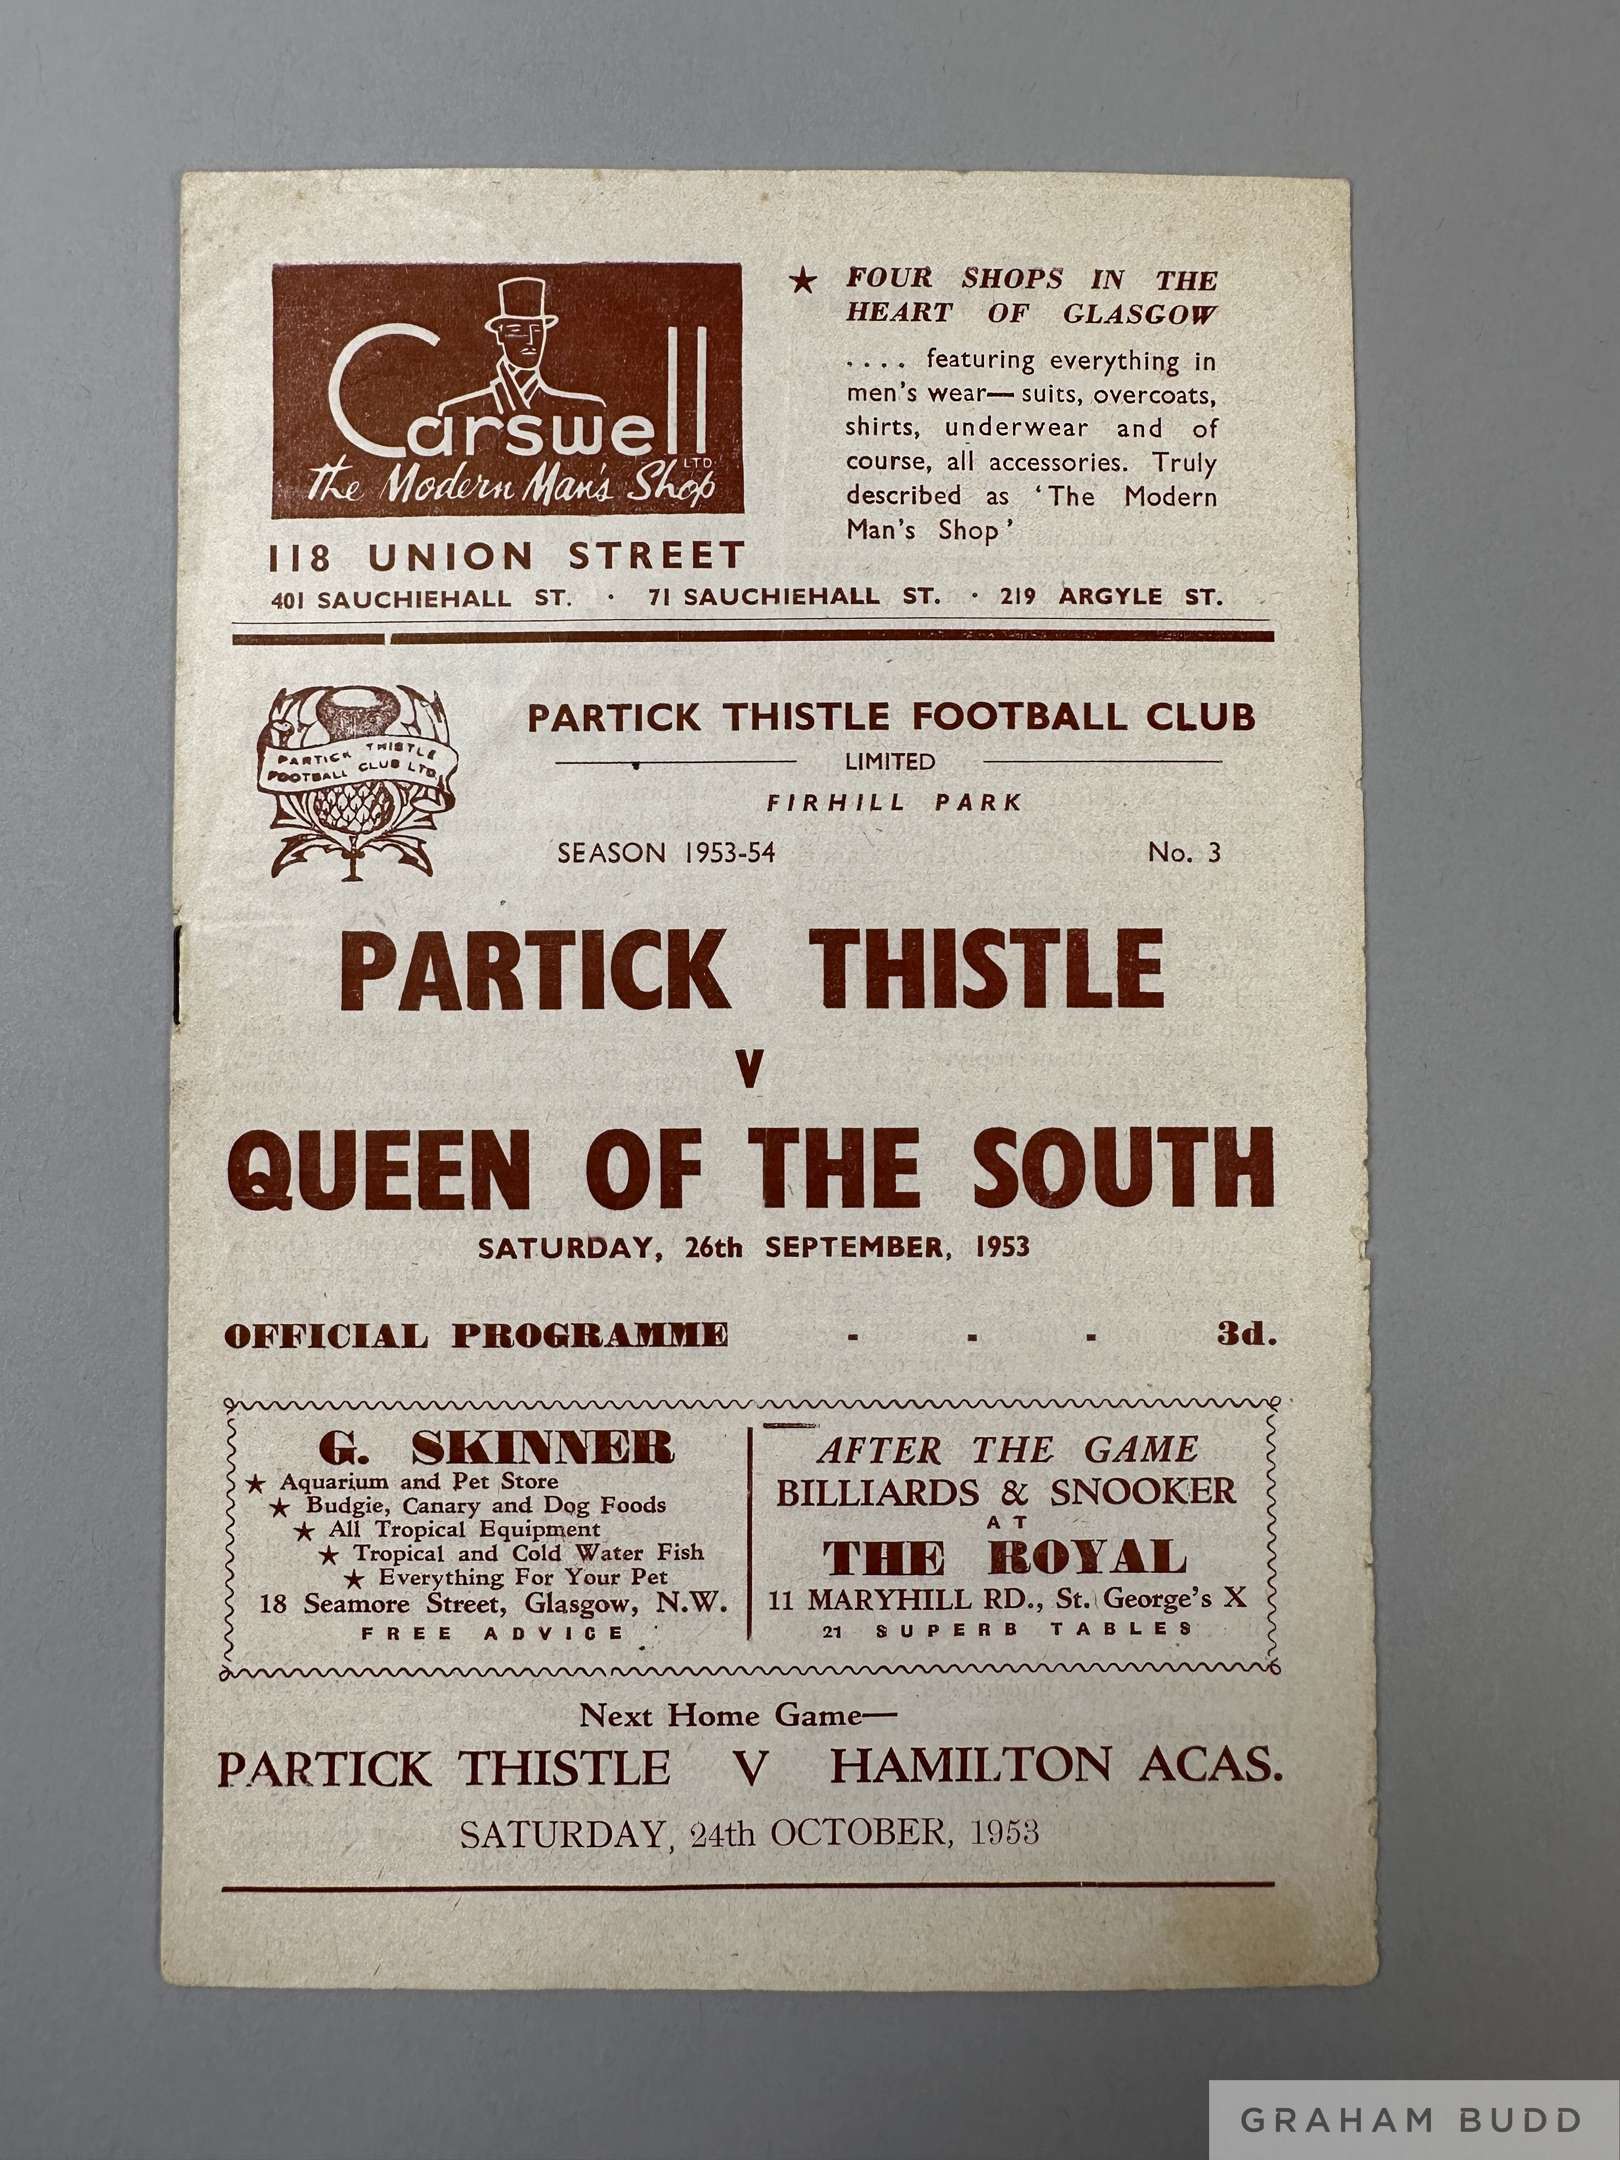 Carswell
LTD
The Modern Man's Shop
118 UNION STREET
★ FOUR SHOPS IN THE
HEART OF GLASGOW
.... featuring everything in
men's wear— suits, overcoats,
shirts, underwear and of
course, all accessories. Truly
described as 'The Modern
Man's Shop'
401 SAUCHIEHALL ST. · 71 SAUCHIEHALL ST. · 219 ARGYLE ST.
PARTICK THISTLE
FOOTBALL CLUB LTD.
PARTICK THISTLE FOOTBALL CLUB
LIMITED
FIRHILL PARK
SEASON 1953-54 No. 3
PARTICK THISTLE
V
QUEEN OF THE SOUTH
SATURDAY, 26th SEPTEMBER, 1953
OFFICIAL PROGRAMME - - - 3d.
G. SKINNER
★ Aquarium and Pet Store
★ Budgie, Canary and Dog Foods
★ All Tropical Equipment
★ Tropical and Cold Water Fish
★ Everything For Your Pet
18 Seamore Street, Glasgow, N.W.
FREE ADVICE
AFTER THE GAME
BILLIARDS & SNOOKER
AT
THE ROYAL
11 MARYHILL RD., St. George's X
21 SUPERB TABLES
Next Home Game—
PARTICK THISTLE V HAMILTON ACAS.
SATURDAY, 24th OCTOBER, 1953
GRAHAM BUDD